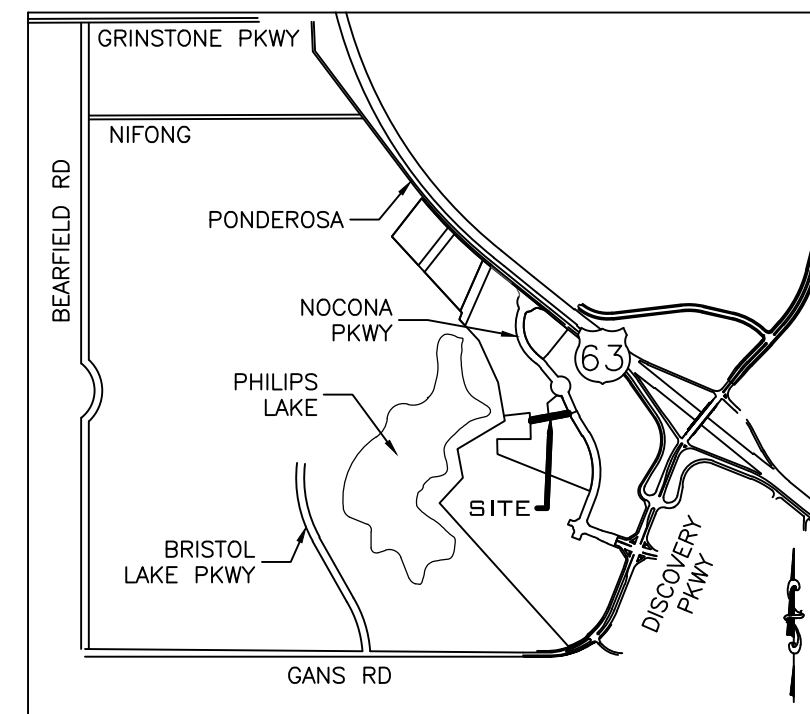 GRINSTONE PKWY
NIFONG
BEARFIELD RD
PONDEROSA
NOCONA
PKWY
63
PHILIPS
LAKE
SITE
BRISTOL
LAKE PKWY
DISCOVERY
PKWY
GANS RD